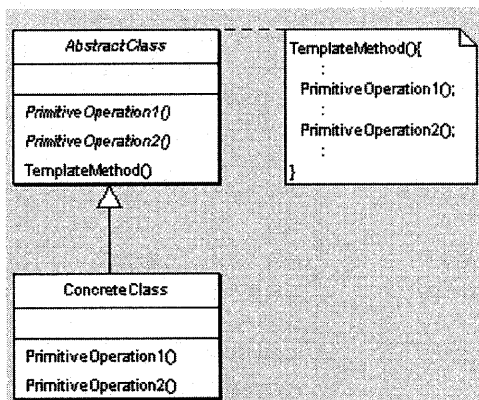 AbstractClass
PrimitiveOperation1()
PrimitiveOperation2()
TemplateMethod()
TemplateMethod(){
:
PrimitiveOperation1();
:
PrimitiveOperation2();
:
}
ConcreteClass
PrimitiveOperation1()
PrimitiveOperation2()